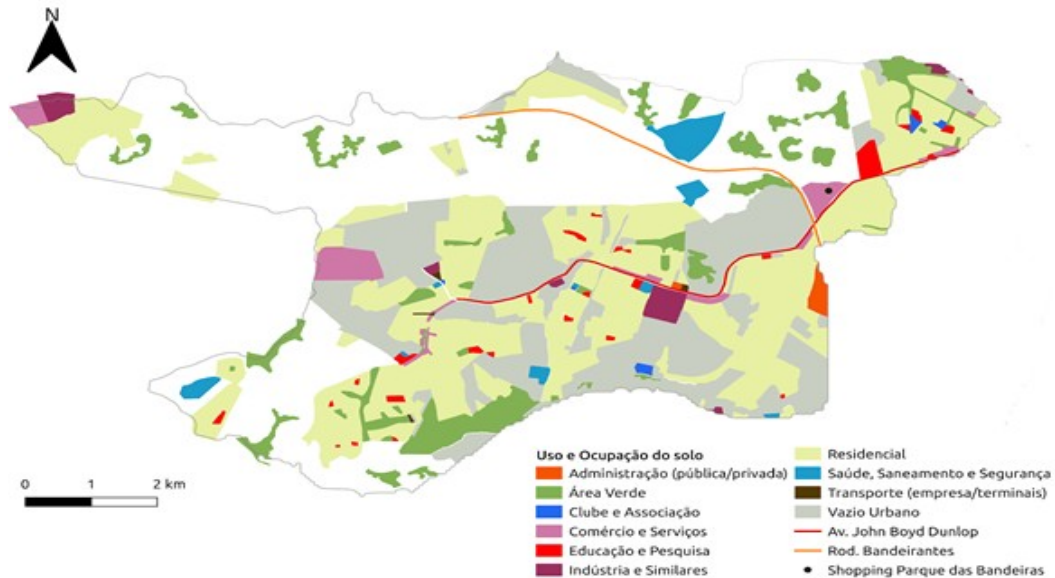 N
0 1 2 km
Uso e Ocupação do solo
Administração (pública/privada)
Área Verde
Clube e Associação
Comércio e Serviços
Educação e Pesquisa
Indústria e Similares
Residencial
Saúde, Saneamento e Segurança
Transporte (empresa/terminais)
Vazio Urbano
Av. John Boyd Dunlop
Rod. Bandeirantes
Shopping Parque das Bandeiras